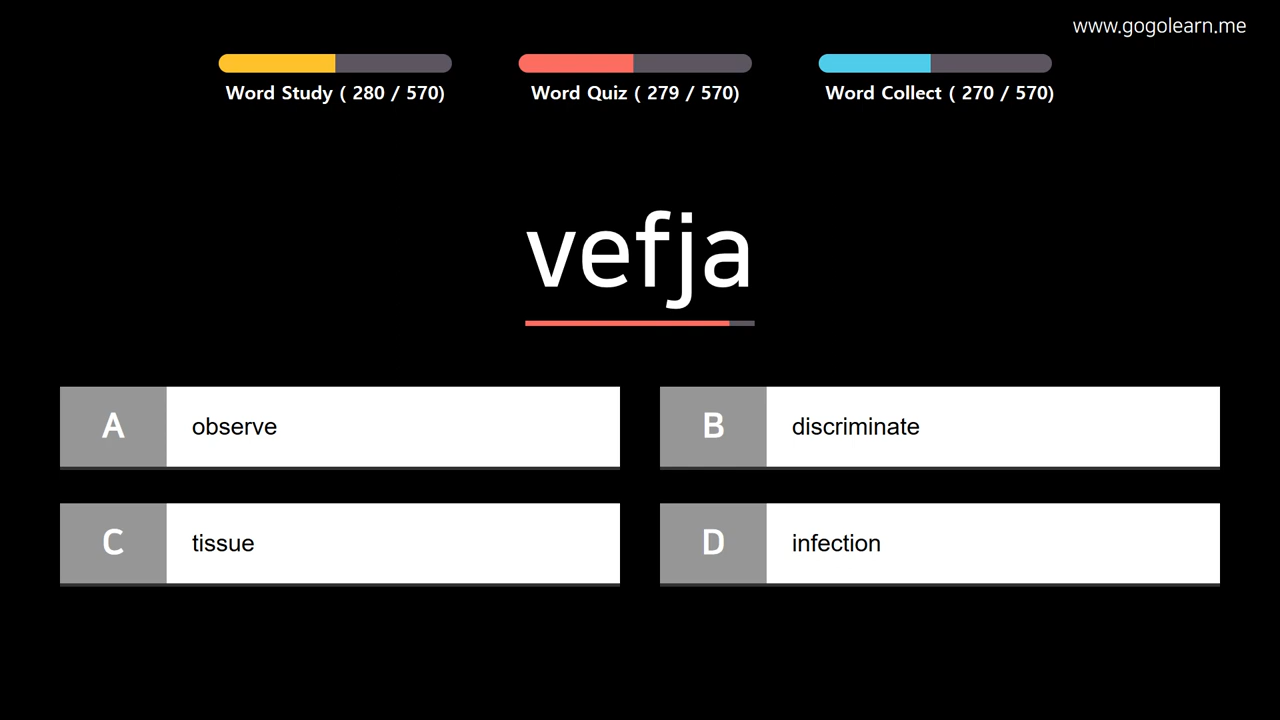 www.gogolearn.me
Word Study ( 280 / 570)
Word Quiz ( 279 / 570)
Word Collect ( 270 / 570)
vefja
A
observe
B
discriminate
C
tissue
D
infection